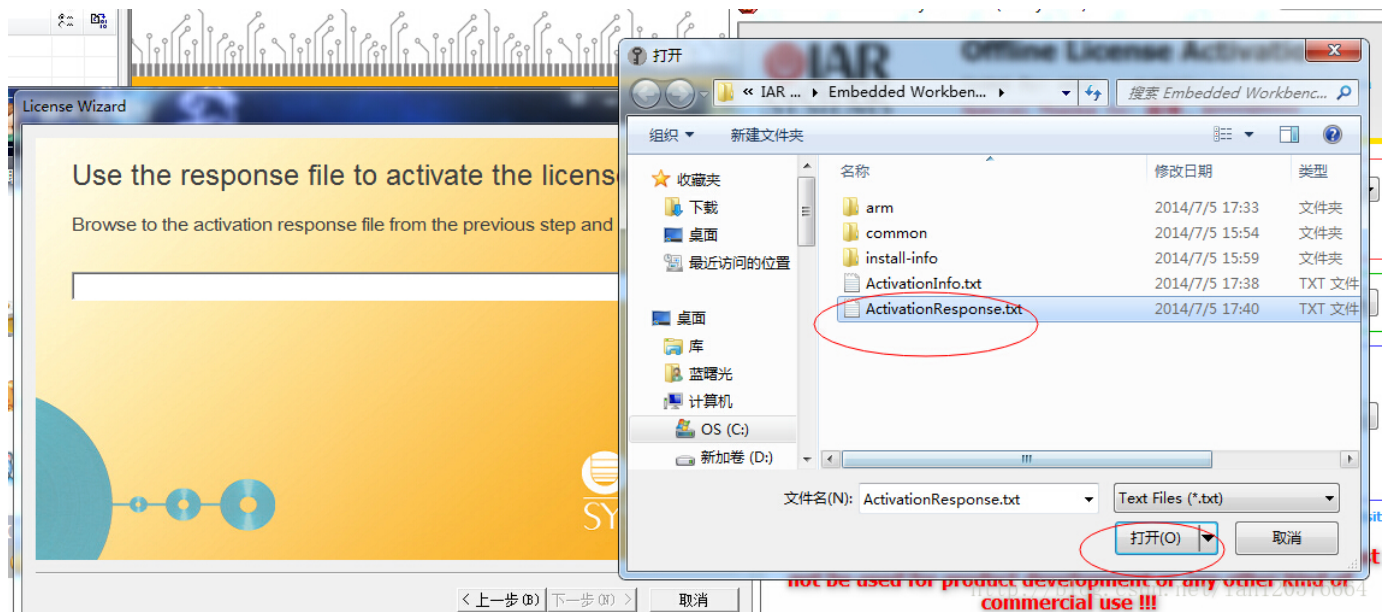 License Wizard
Use the response file to activate the licens
Browse to the activation response file from the previous step and
< 上一步(B)
下一步(N) >
取消
打开
IAR
Offline License Activatio
« IAR ... ▸ Embedded Workben... ▸
搜索 Embedded Workbenc...
组织
新建文件夹
名称
修改日期
类型
收藏夹
下载
桌面
最近访问的位置
桌面
库
蓝曙光
计算机
OS (C:)
新加卷 (D:)
arm 2014/7/5 17:33 文件夹
common 2014/7/5 15:54 文件夹
install-info 2014/7/5 15:59 文件夹
ActivationInfo.txt 2014/7/5 17:38 TXT 文件
ActivationResponse.txt 2014/7/5 17:40 TXT 文件
文件名(N): ActivationResponse.txt
Text Files (*.txt)
打开(O)
取消
not be used for product development or any other kind of
commercial use !!!